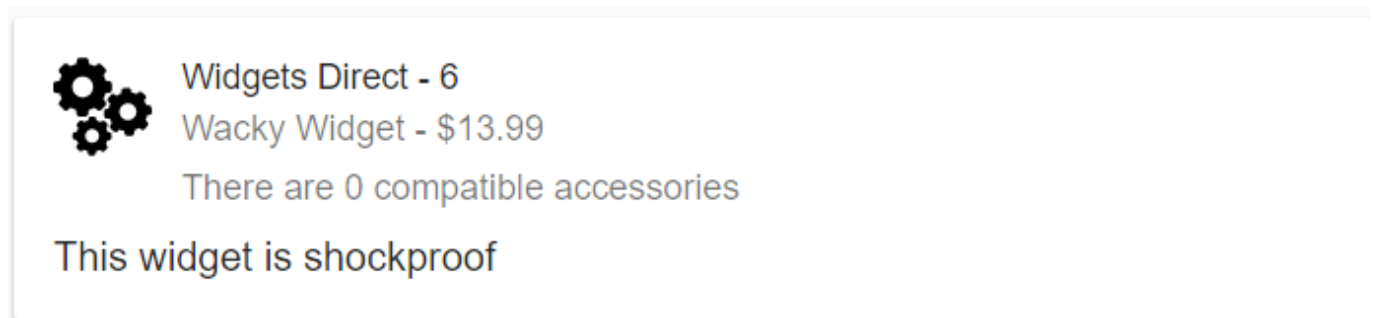 Widgets Direct - 6
Wacky Widget - $13.99
There are 0 compatible accessories
This widget is shockproof